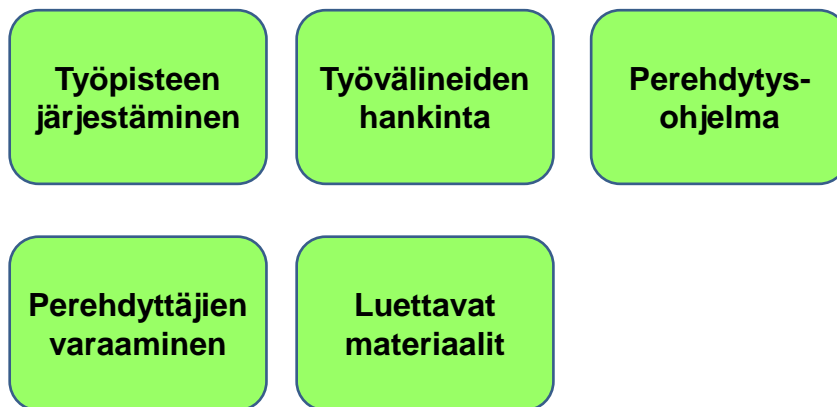 Työpisteen
järjestäminen
Työvälineiden
hankinta
Perehdytys-
ohjelma
Perehdyttäjien
varaaminen
Luettavat
materiaalit